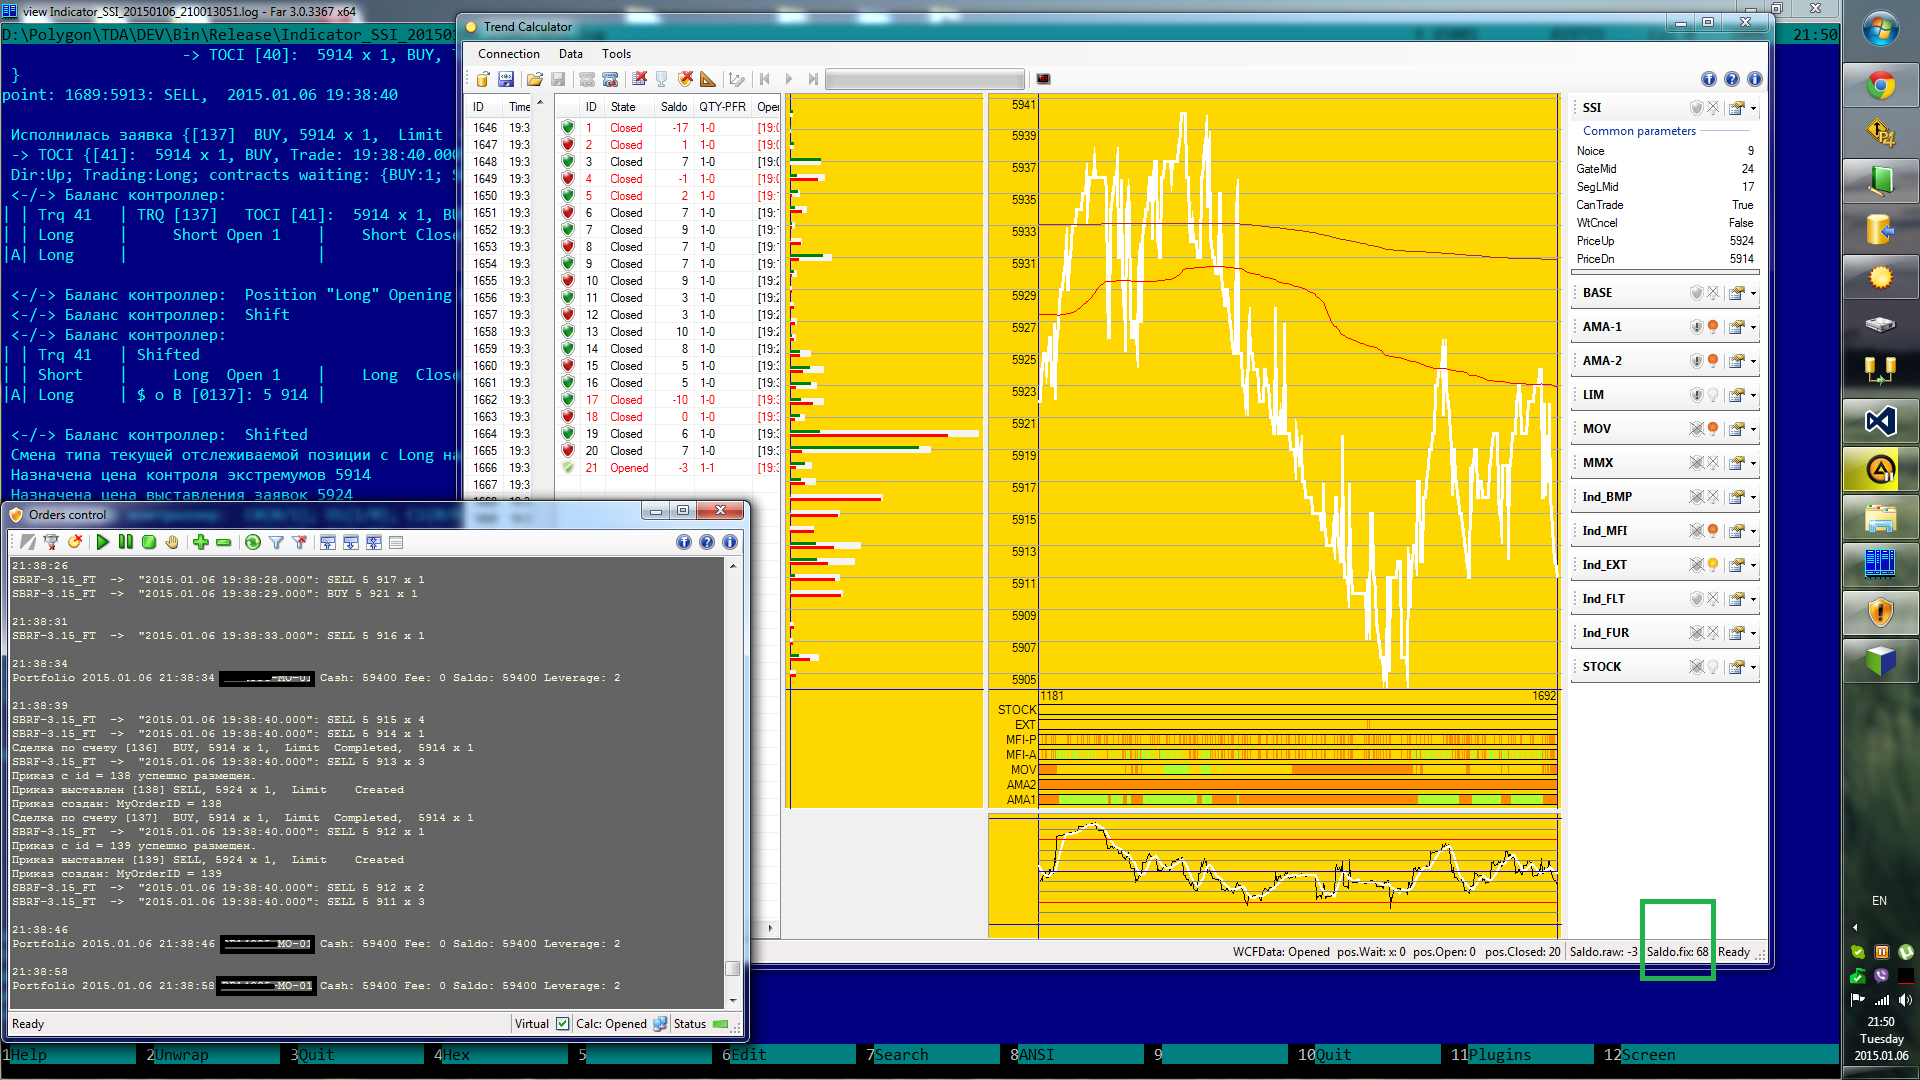 view Indicator_SSI_20150106_210013051.log - Far 3.0.3367 x64
D:\Polygon\TDA\DEV\Bin\Release\Indicator_SSI_2015010
21:50
-> TOCI [40]:  5914 x 1, BUY,
}
point: 1689:5913: SELL,  2015.01.06 19:38:40
Исполнилась заявка {[137]  BUY, 5914 x 1,  Limit
-> TOCI {[41]:  5914 x 1, BUY, Trade: 19:38:40.000
Dir:Up; Trading:Long; contracts waiting: {BUY:1; S
<-/-> Баланс контроллер:
| | Trq 41   | TRQ [137]   TOCI [41]:  5914 x 1, BU
| | Long     |     Short Open 1    |    Short Close
|A| Long     |                     |
<-/-> Баланс контроллер:  Position "Long" Opening
<-/-> Баланс контроллер:  Shift
<-/-> Баланс контроллер:
| | Trq 41   | Shifted
| | Short    |     Long  Open 1    |    Long  Close
|A| Long     | $ o B [0137]: 5 914 |
<-/-> Баланс контроллер:  Shifted
Смена типа текущей отслеживаемой позиции с Long на
Назначена цена контроля экстремумов 5914
Назначена цена выставления заявок 5924
Trend Calculator
Connection Data Tools
ID Time
1646 19:3
1647 19:3
1648 19:3
1649 19:3
1650 19:3
1651 19:3
1652 19:3
1653 19:3
1654 19:3
1655 19:3
1656 19:3
1657 19:3
1658 19:3
1659 19:3
1660 19:3
1661 19:3
1662 19:3
1663 19:3
1664 19:3
1665 19:3
1666 19:3
1667 19:3
ID State Saldo QTY-PFR Open
1 Closed -17 1-0 [19:0
2 Closed 1 1-0 [19:0
3 Closed 7 1-0 [19:0
4 Closed -1 1-0 [19:0
5 Closed 2 1-0 [19:1
6 Closed 7 1-0 [19:1
7 Closed 9 1-0 [19:1
8 Closed 7 1-0 [19:1
9 Closed 7 1-0 [19:1
10 Closed 9 1-0 [19:2
11 Closed 3 1-0 [19:2
12 Closed 3 1-0 [19:2
13 Closed 10 1-0 [19:2
14 Closed 8 1-0 [19:2
15 Closed 5 1-0 [19:3
16 Closed 5 1-0 [19:3
17 Closed -10 1-0 [19:3
18 Closed 0 1-0 [19:3
19 Closed 6 1-0 [19:3
20 Closed 7 1-0 [19:3
21 Opened -3 1-1 [19:3
5941
5939
5937
5935
5933
5931
5929
5927
5925
5923
5921
5919
5917
5915
5913
5911
5909
5907
5905
1181 1692
STOCK
EXT
MFI-P
MFI-A
MOV
AMA2
AMA1
SSI
Common parameters
Noice 9
GateMid 24
SegLMid 17
CanTrade True
WtCncel False
PriceUp 5924
PriceDn 5914
BASE
AMA-1
AMA-2
LIM
MOV
MMX
Ind_BMP
Ind_MFI
Ind_EXT
Ind_FLT
Ind_FUR
STOCK
WCFData: Opened pos.Wait: x: 0 pos.Open: 0 pos.Closed: 20 Saldo.raw: -3 Saldo.fix: 68 Ready
Orders control
21:38:26
SBRF-3.15_FT  ->  "2015.01.06 19:38:28.000": SELL 5 917 x 1
SBRF-3.15_FT  ->  "2015.01.06 19:38:29.000": BUY 5 921 x 1
21:38:31
SBRF-3.15_FT  ->  "2015.01.06 19:38:33.000": SELL 5 916 x 1
21:38:34
Portfolio 2015.01.06 21:38:34 -MO-01 Cash: 59400 Fee: 0 Saldo: 59400 Leverage: 2
21:38:39
SBRF-3.15_FT  ->  "2015.01.06 19:38:40.000": SELL 5 915 x 4
SBRF-3.15_FT  ->  "2015.01.06 19:38:40.000": SELL 5 914 x 1
Сделка по счету [136]  BUY, 5914 x 1,  Limit  Completed,  5914 x 1
SBRF-3.15_FT  ->  "2015.01.06 19:38:40.000": SELL 5 913 x 3
Приказ с id = 138 успешно размещен.
Приказ выставлен [138] SELL, 5924 x 1,  Limit    Created
Приказ создан: MyOrderID = 138
Сделка по счету [137]  BUY, 5914 x 1,  Limit  Completed,  5914 x 1
SBRF-3.15_FT  ->  "2015.01.06 19:38:40.000": SELL 5 912 x 1
Приказ с id = 139 успешно размещен.
Приказ выставлен [139] SELL, 5924 x 1,  Limit    Created
Приказ создан: MyOrderID = 139
SBRF-3.15_FT  ->  "2015.01.06 19:38:40.000": SELL 5 912 x 2
SBRF-3.15_FT  ->  "2015.01.06 19:38:40.000": SELL 5 911 x 3
21:38:46
Portfolio 2015.01.06 21:38:46 MO-01 Cash: 59400 Fee: 0 Saldo: 59400 Leverage: 2
21:38:58
Portfolio 2015.01.06 21:38:58 -MO-01 Cash: 59400 Fee: 0 Saldo: 59400 Leverage: 2
Ready Virtual Calc: Opened Status
1Help 2Unwrap 3Quit 4Hex 5 6Edit 7Search 8ANSI 9 10Quit 11Plugins 12Screen
P4
EN
21:50
Tuesday
2015.01.06